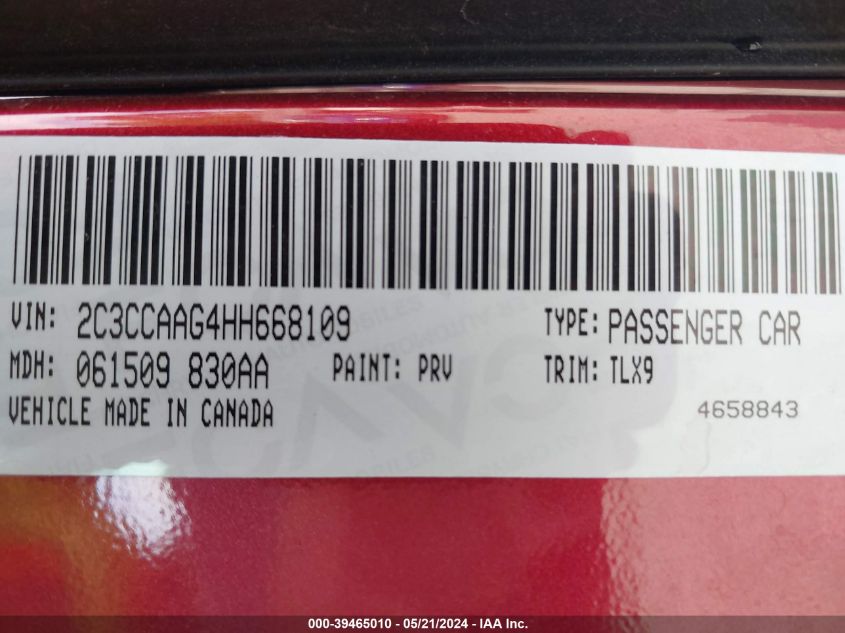 VIN: 2C3CCAAG4HH668109 TYPE: PASSENGER CAR
MDH: 061509 830AA PAINT: PRV TRIM: TLX9
VEHICLE MADE IN CANADA 4658843
000-39465010 - 05/21/2024 - IAA Inc.